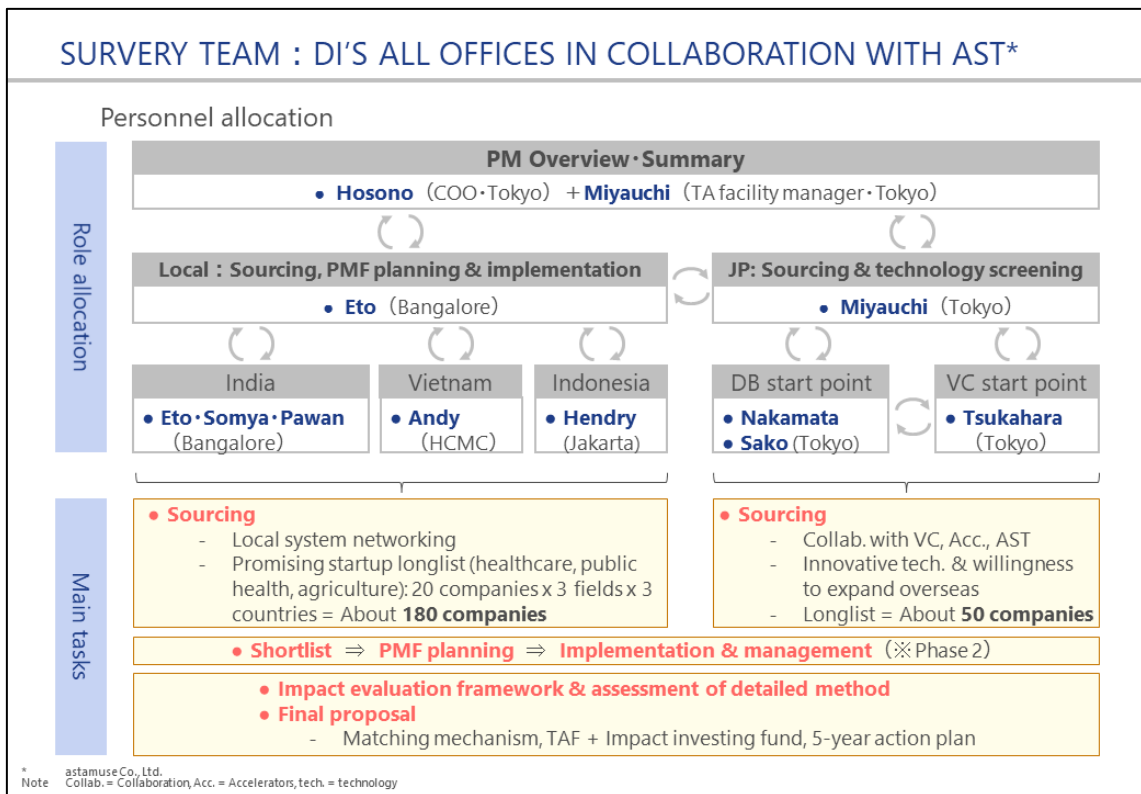 SURVERY TEAM : DI'S ALL OFFICES IN COLLABORATION WITH AST*
Personnel allocation
Role allocation
PM Overview・Summary
● Hosono (COO・Tokyo) +Miyauchi (TA facility manager・Tokyo)
Local : Sourcing, PMF planning & implementation
● Eto (Bangalore)
JP: Sourcing & technology screening
● Miyauchi (Tokyo)
India
● Eto・Somya・Pawan
(Bangalore)
Vietnam
● Andy
(HCMC)
Indonesia
● Hendry
(Jakarta)
DB start point
● Nakamata
● Sako (Tokyo)
VC start point
● Tsukahara
(Tokyo)
Main tasks
● Sourcing
- Local system networking
- Promising startup longlist (healthcare, public
health, agriculture): 20 companies x 3 fields x 3
countries = About 180 companies
● Sourcing
- Collab. with VC, Acc., AST
- Innovative tech. & willingness
to expand overseas
- Longlist = About 50 companies
● Shortlist ⇒ PMF planning ⇒ Implementation & management (※Phase 2)
● Impact evaluation framework & assessment of detailed method
● Final proposal
- Matching mechanism, TAF + Impact investing fund, 5-year action plan
* astamuse Co., Ltd.
Note Collab. = Collaboration, Acc. = Accelerators, tech. = technology